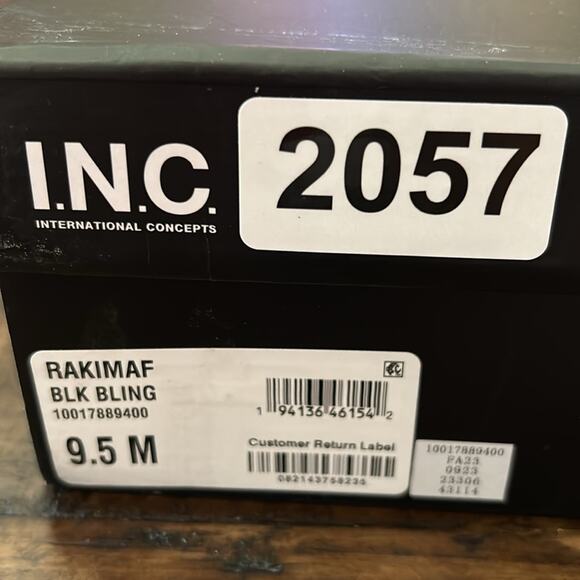 I.N.C.
INTERNATIONAL CONCEPTS
2057
RAKIMAF
BLK BLING
10017889400
9.5 M
1 94136 46154 2
Customer Return Label
082143758235
10017889400
FA23
0923
23306
43114